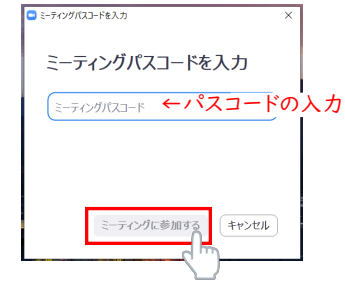 ミーティングパスコードを入力
ミーティングパスコードを入力
ミーティングパスコード ←パスコードの入力
ミーティングに参加する キャンセル